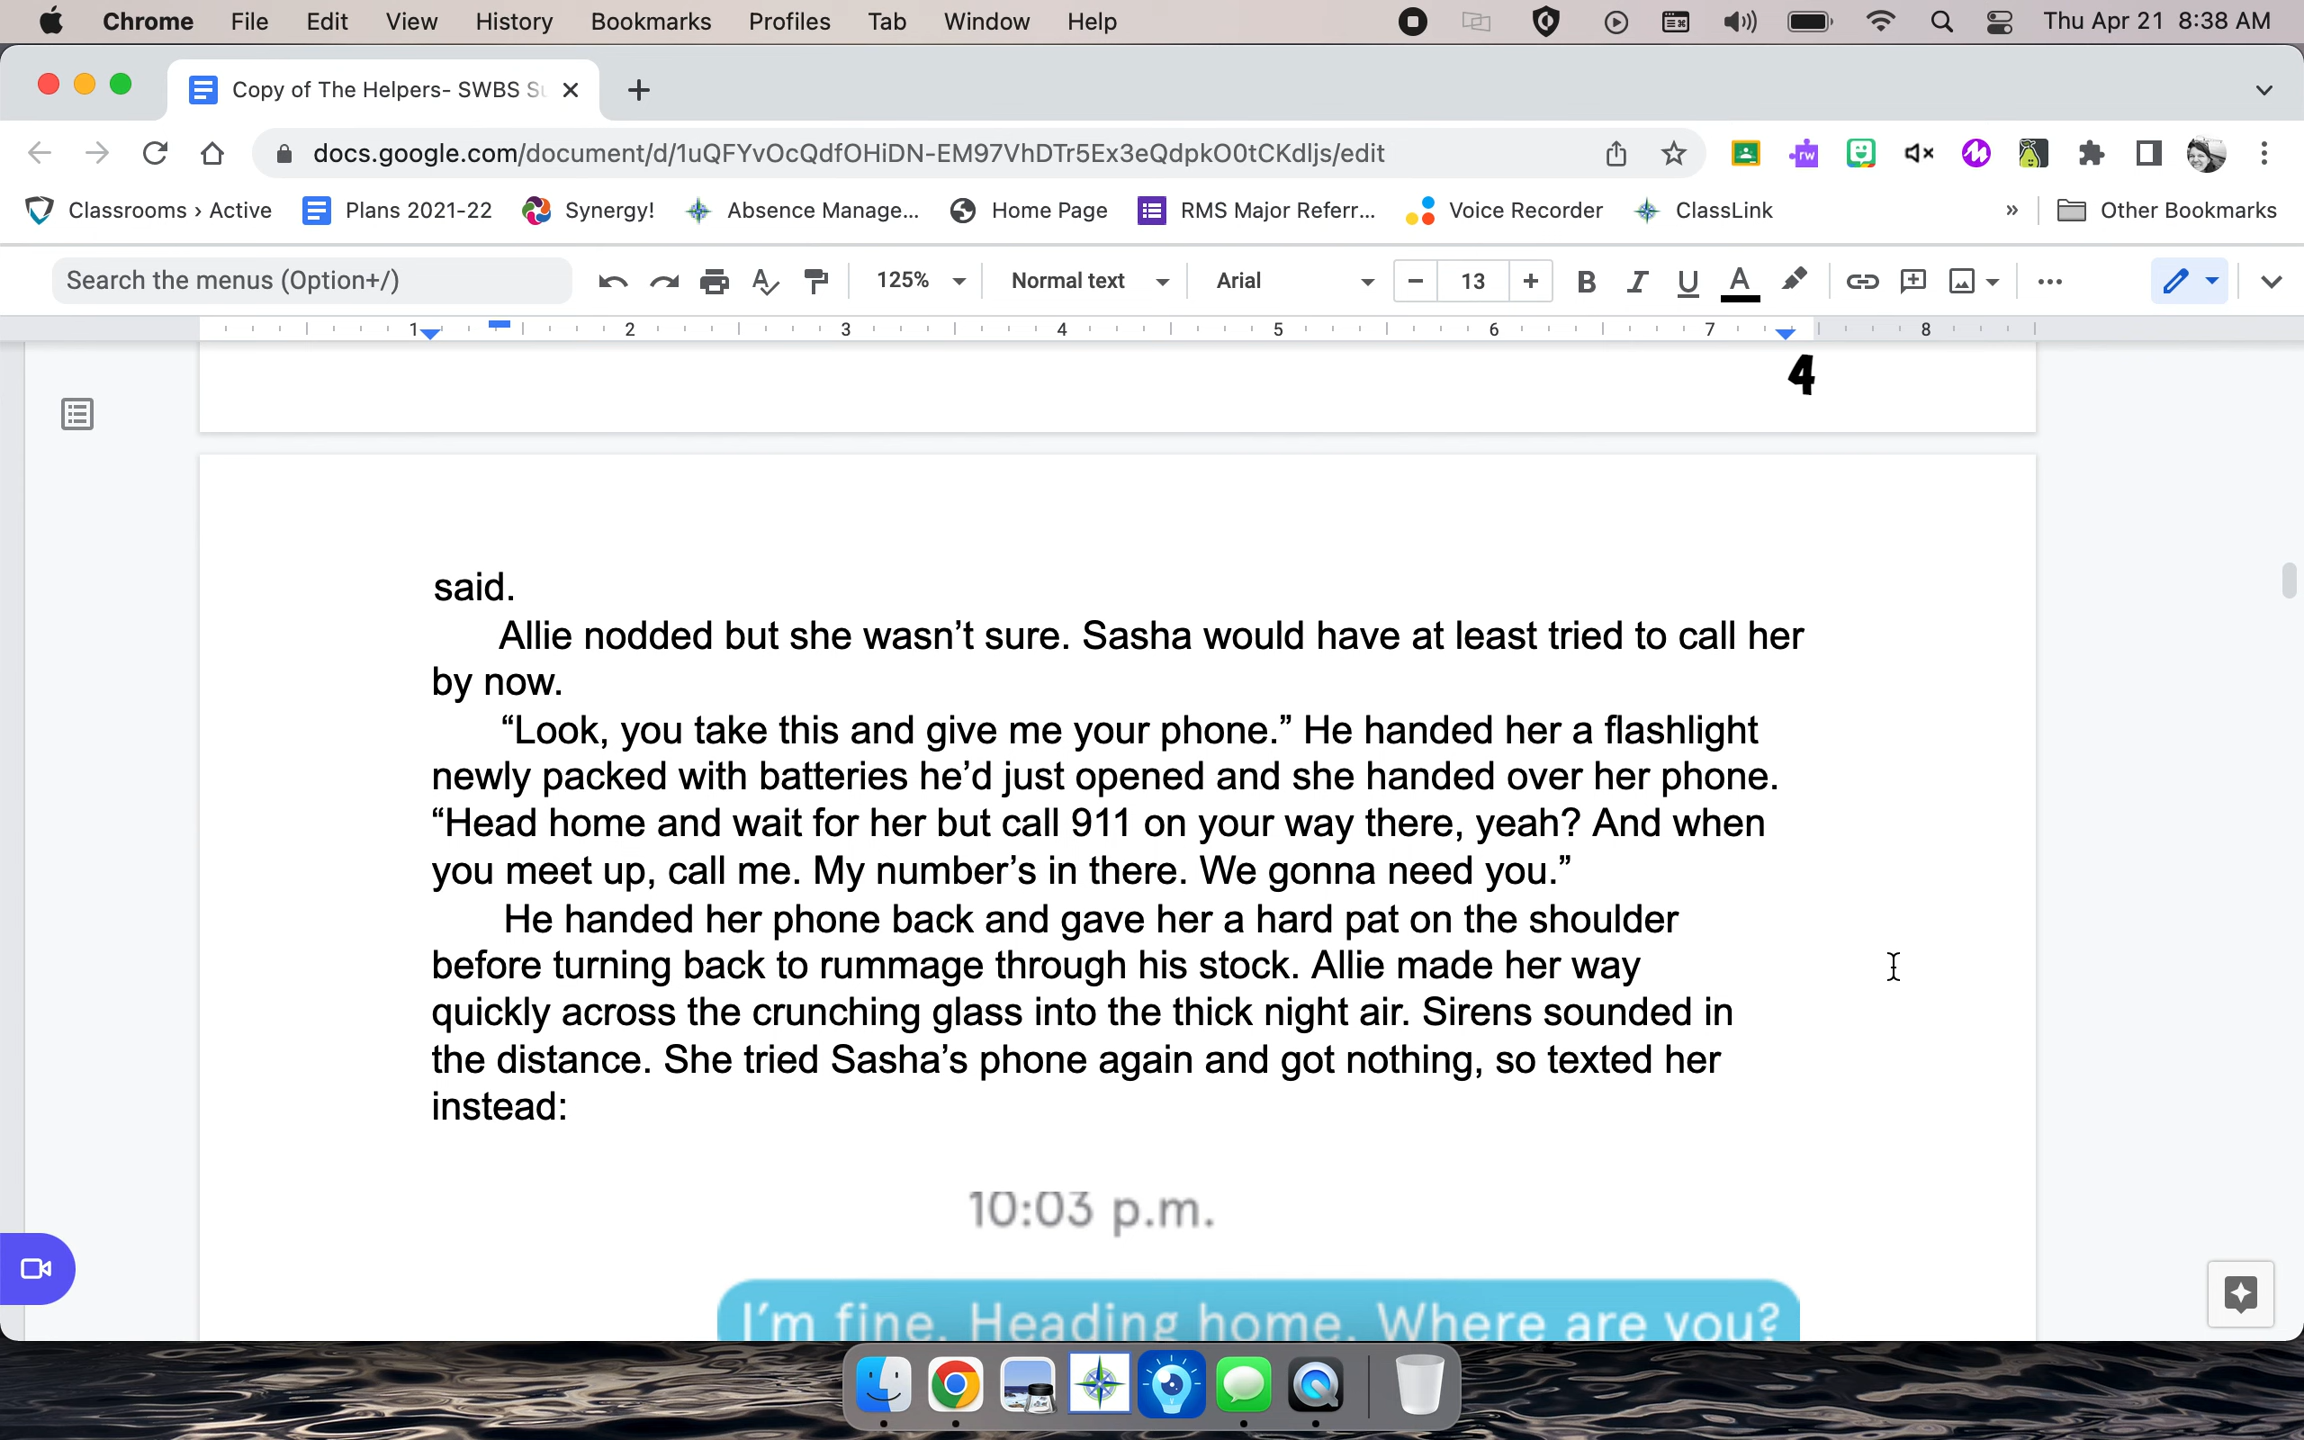 Chrome File Edit View History Bookmarks Profiles Tab Window Help Thu Apr 21 8:38 AM
Copy of The Helpers- SWBS
docs.google.com/document/d/1uQFYvOcQdfOHiDN-EM97VhDTr5Ex3eQdpkO0tCKdljs/edit
Classrooms › Active Plans 2021-22 Synergy! Absence Manage... Home Page RMS Major Referr... Voice Recorder ClassLink » Other Bookmarks
Search the menus (Option+/) 125% Normal text Arial 13
1 2 3 4 5 6 7 8
4
said.
Allie nodded but she wasn’t sure. Sasha would have at least tried to call her
by now.
“Look, you take this and give me your phone.” He handed her a flashlight
newly packed with batteries he’d just opened and she handed over her phone.
“Head home and wait for her but call 911 on your way there, yeah? And when
you meet up, call me. My number’s in there. We gonna need you.”
He handed her phone back and gave her a hard pat on the shoulder
before turning back to rummage through his stock. Allie made her way
quickly across the crunching glass into the thick night air. Sirens sounded in
the distance. She tried Sasha’s phone again and got nothing, so texted her
instead:
10:03 p.m.
I’m fine. Heading home. Where are you?